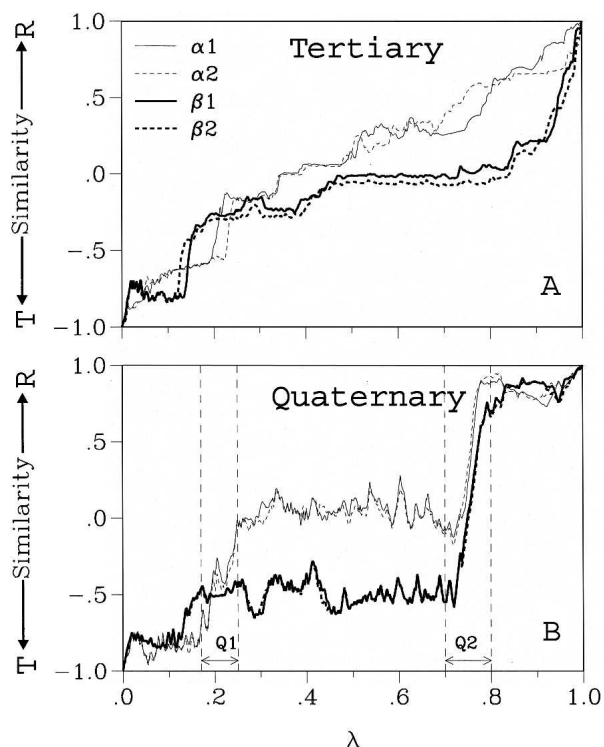 T←Similarity→R
1.0
.5
.0
-.5
-1.0
α1
α2
β1
β2
Tertiary
A
T←Similarity→R
1.0
.5
.0
-.5
-1.0
Quaternary
Q1
Q2
B
.0 .2 .4 .6 .8 1.0
λ